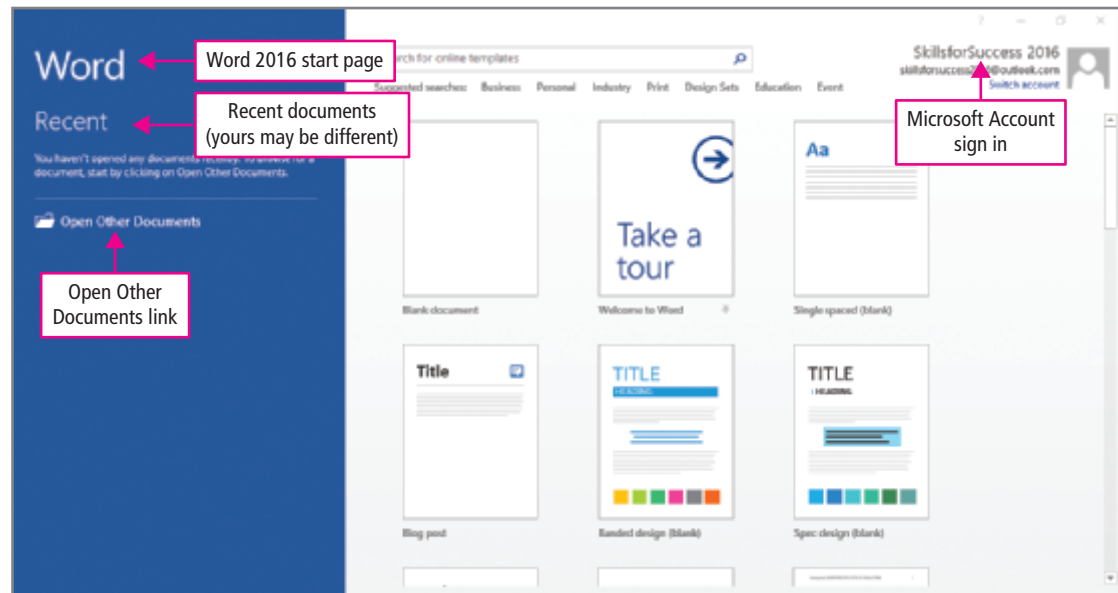 Word
Word 2016 start page
Recent
Recent documents
(yours may be different)
You haven't opened any documents recently. To browse for a
document, start by clicking on Open Other Documents.
Open Other Documents
Open Other
Documents link
Search for online templates
Suggested searches: Business Personal Industry Print Design Sets Education Event
?
SkillsforSuccess 2016
skillsforsuccess2016@outlook.com
Switch account
Microsoft Account
sign in
Take a
tour
Aa
Blank document
Welcome to Word
Single spaced (blank)
Title
TITLE
HEADING
TITLE
HEADING
Blog post
Banded design (blank)
Spec design (blank)